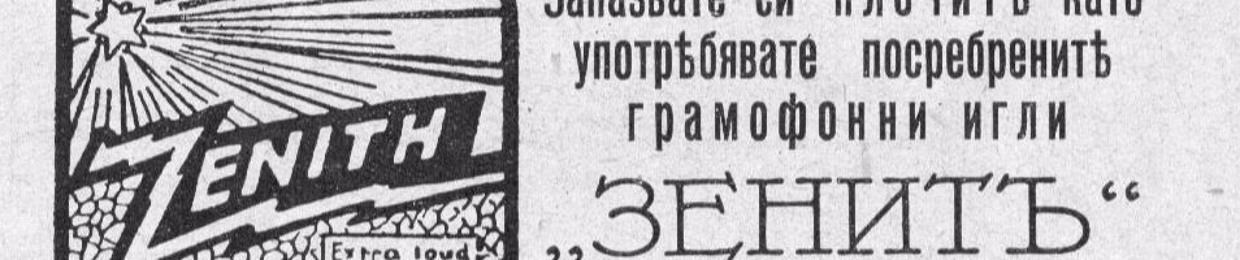 ZENITH
Extra loud
Запазвате си плочитѣ като
употрѣбявате посребренитѣ
грамофонни игли
„ЗЕНИТЪ“